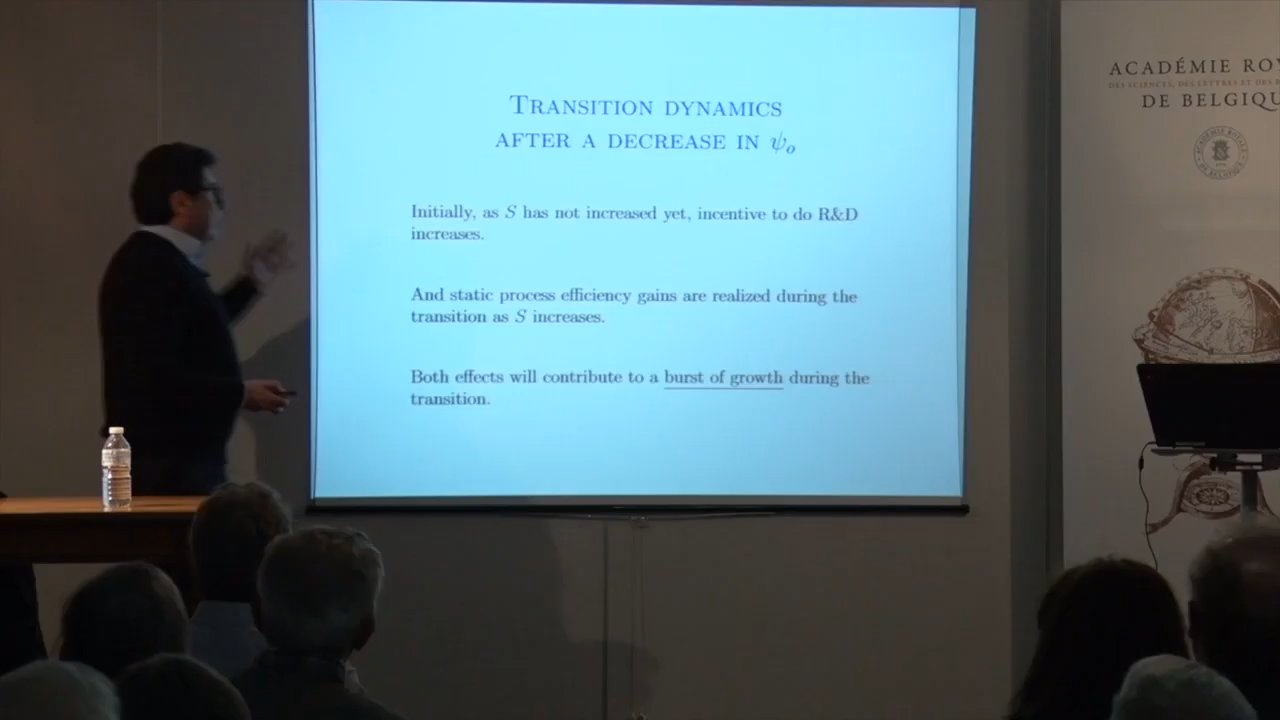 TRANSITION DYNAMICS
AFTER A DECREASE IN ψₒ
Initially, as S has not increased yet, incentive to do R&D
increases.
And static process efficiency gains are realized during the
transition as S increases.
Both effects will contribute to a burst of growth during the
transition.
ACADÉMIE ROY
DES SCIENCES, DES LETTRES ET DES
DE BELGIQU